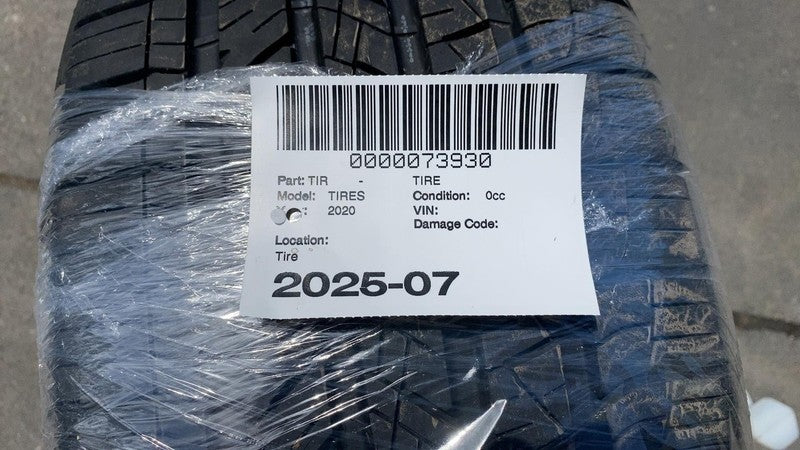 0000073930
Part: TIR - TIRE
Model: TIRES Condition: 0cc
2020 VIN:
Damage Code:
Location:
Tire
2025-07